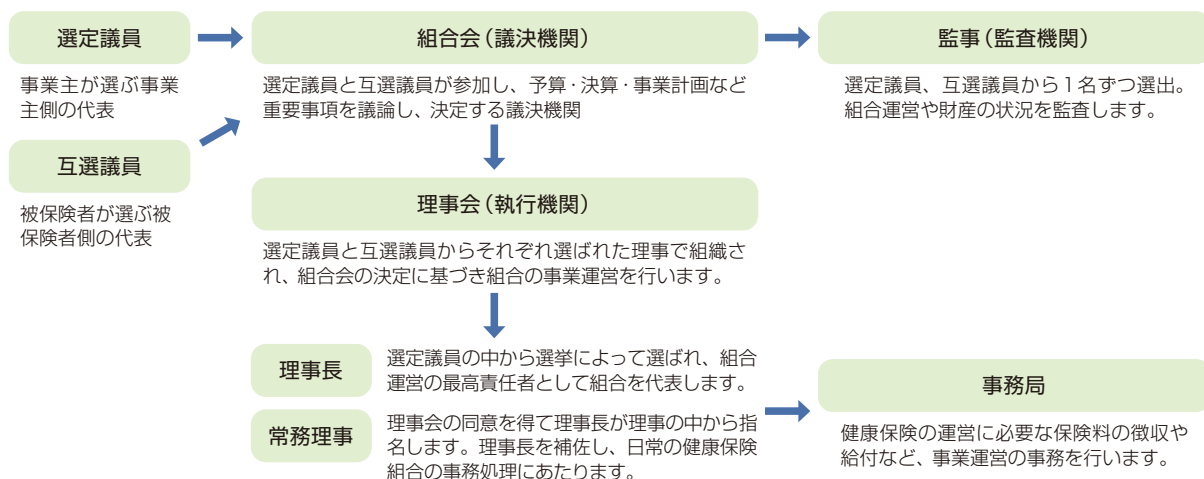 選定議員
事業主が選ぶ事業
主側の代表
互選議員
被保険者が選ぶ被
保険者側の代表
組合会(議決機関)
選定議員と互選議員が参加し、予算・決算・事業計画など
重要事項を議論し、決定する議決機関
監事(監査機関)
選定議員、互選議員から1名ずつ選出。
組合運営や財産の状況を監査します。
理事会(執行機関)
選定議員と互選議員からそれぞれ選ばれた理事で組織さ
れ、組合会の決定に基づき組合の事業運営を行います。
理事長
選定議員の中から選挙によって選ばれ、組合
運営の最高責任者として組合を代表します。
常務理事
理事会の同意を得て理事長が理事の中から指
名します。理事長を補佐し、日常の健康保険
組合の事務処理にあたります。
事務局
健康保険の運営に必要な保険料の徴収や
給付など、事業運営の事務を行います。